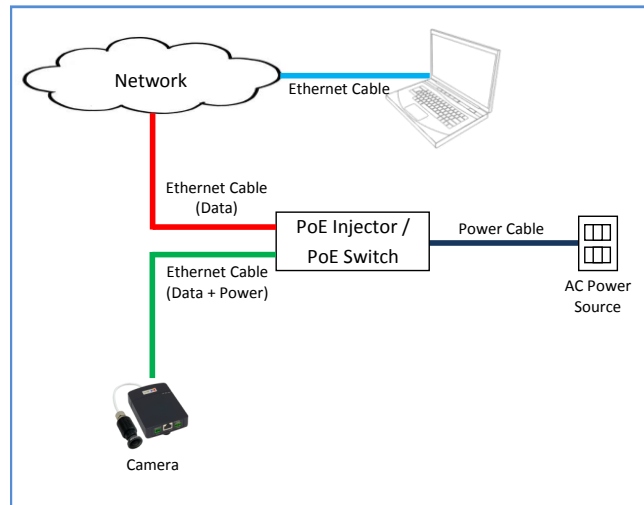 Network
Ethernet Cable
Ethernet Cable
(Data)
PoE Injector /
PoE Switch
Power Cable
Ethernet Cable
(Data + Power)
AC Power
Source
Camera